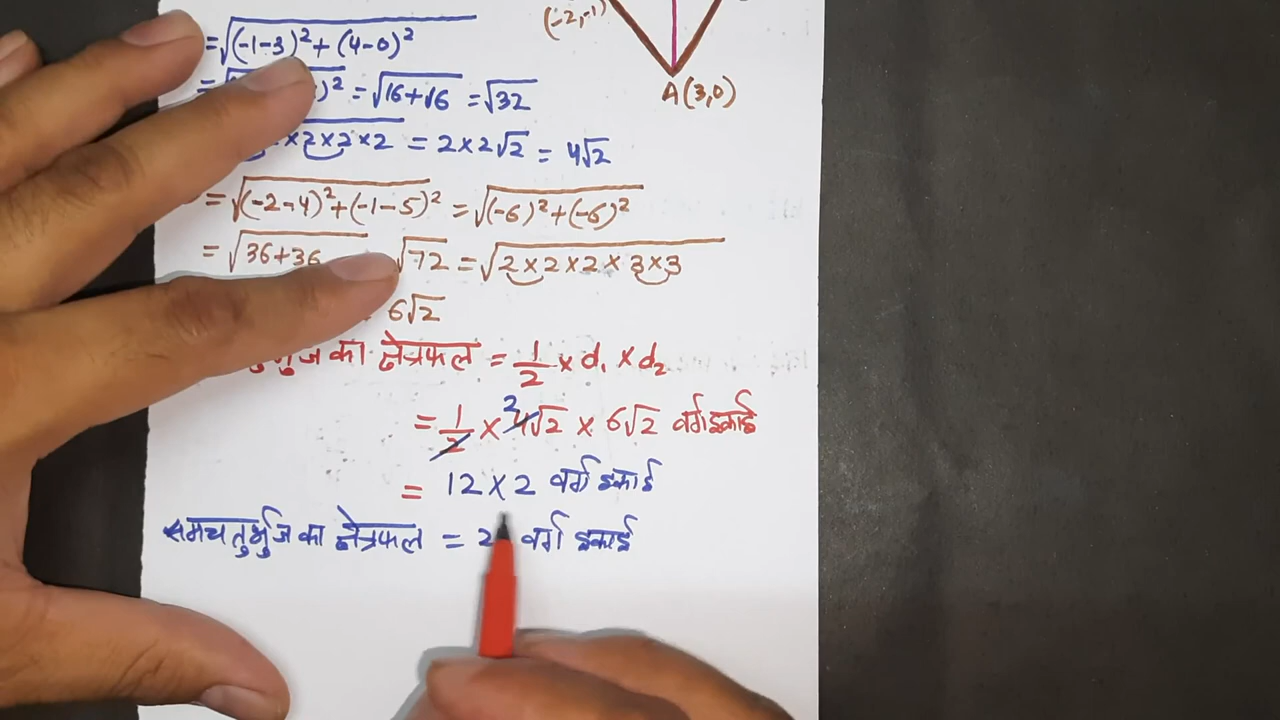 (-2,-1)
A(3,0)
=√(-1-3)²+(4-0)²
)² = √16+16 = √32
×2×2×2 = 2×2√2 = 4√2
=√(-2-4)²+(-1-5)² = √(-6)²+(-6)²
= √36+36 √72 = √2×2×2×3×3
6√2
का क्षेत्रफल = 1/2 × d₁ × d₂
= 1/2 × 2 4√2 × 6√2 वर्ग इकाई
= 12×2 वर्ग इकाई
समचतुर्भुज का क्षेत्रफल = 2 वर्ग इकाई